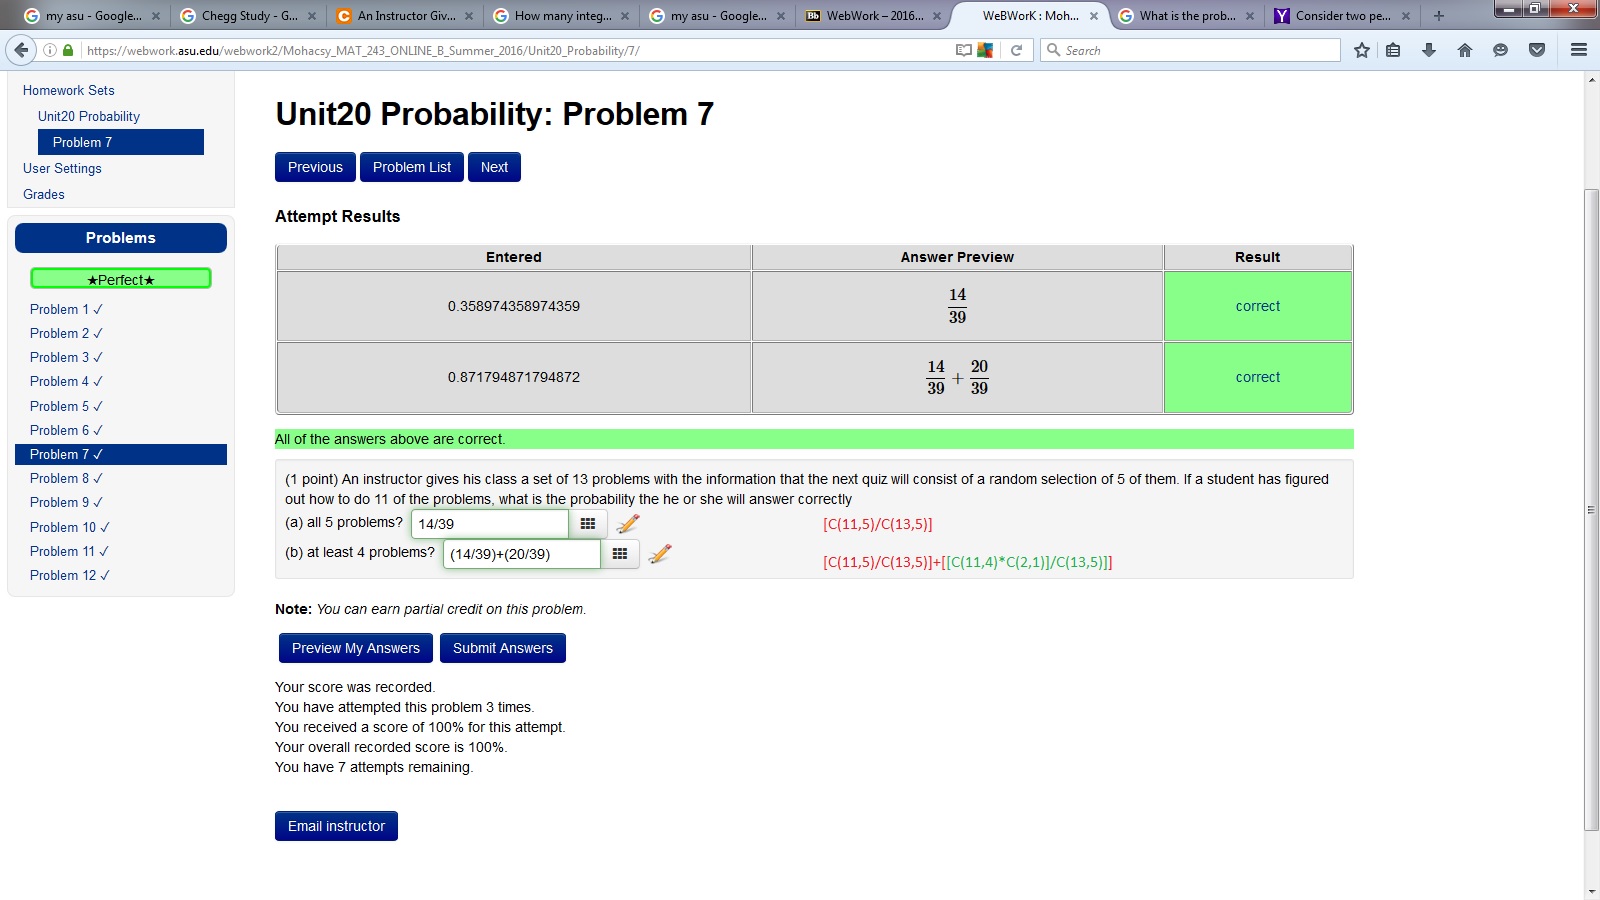 my asu - Google...
Chegg Study - G...
An Instructor Giv...
How many integ...
my asu - Google...
Bb WebWork – 2016...
WeBWorK : Moh...
What is the prob...
Consider two pe...
https://webwork.asu.edu/webwork2/Mohacsy_MAT_243_ONLINE_B_Summer_2016/Unit20_Probability/7/
Search
Homework Sets
Unit20 Probability
Problem 7
User Settings
Grades
Problems
★Perfect★
Problem 1 ✓
Problem 2 ✓
Problem 3 ✓
Problem 4 ✓
Problem 5 ✓
Problem 6 ✓
Problem 7 ✓
Problem 8 ✓
Problem 9 ✓
Problem 10 ✓
Problem 11 ✓
Problem 12 ✓
Unit20 Probability: Problem 7
Previous Problem List Next
Attempt Results
Entered Answer Preview Result
0.358974358974359 14/39 correct
0.871794871794872 14/39 + 20/39 correct
All of the answers above are correct.
(1 point) An instructor gives his class a set of 13 problems with the information that the next quiz will consist of a random selection of 5 of them. If a student has figured
out how to do 11 of the problems, what is the probability the he or she will answer correctly
(a) all 5 problems? 14/39 [C(11,5)/C(13,5)]
(b) at least 4 problems? (14/39)+(20/39) [C(11,5)/C(13,5)]+[[C(11,4)*C(2,1)]/C(13,5)]]
Note: You can earn partial credit on this problem.
Preview My Answers Submit Answers
Your score was recorded.
You have attempted this problem 3 times.
You received a score of 100% for this attempt.
Your overall recorded score is 100%.
You have 7 attempts remaining.
Email instructor